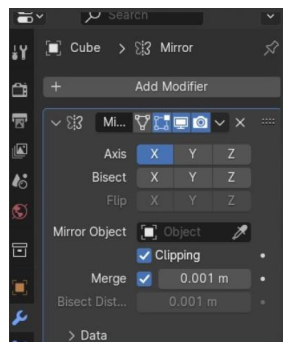 Search
Cube > Mirror
+ Add Modifier
Mi...
Axis X Y Z
Bisect X Y Z
Flip X Y Z
Mirror Object Object
Clipping
Merge 0.001 m
Bisect Dist... 0.001 m
> Data